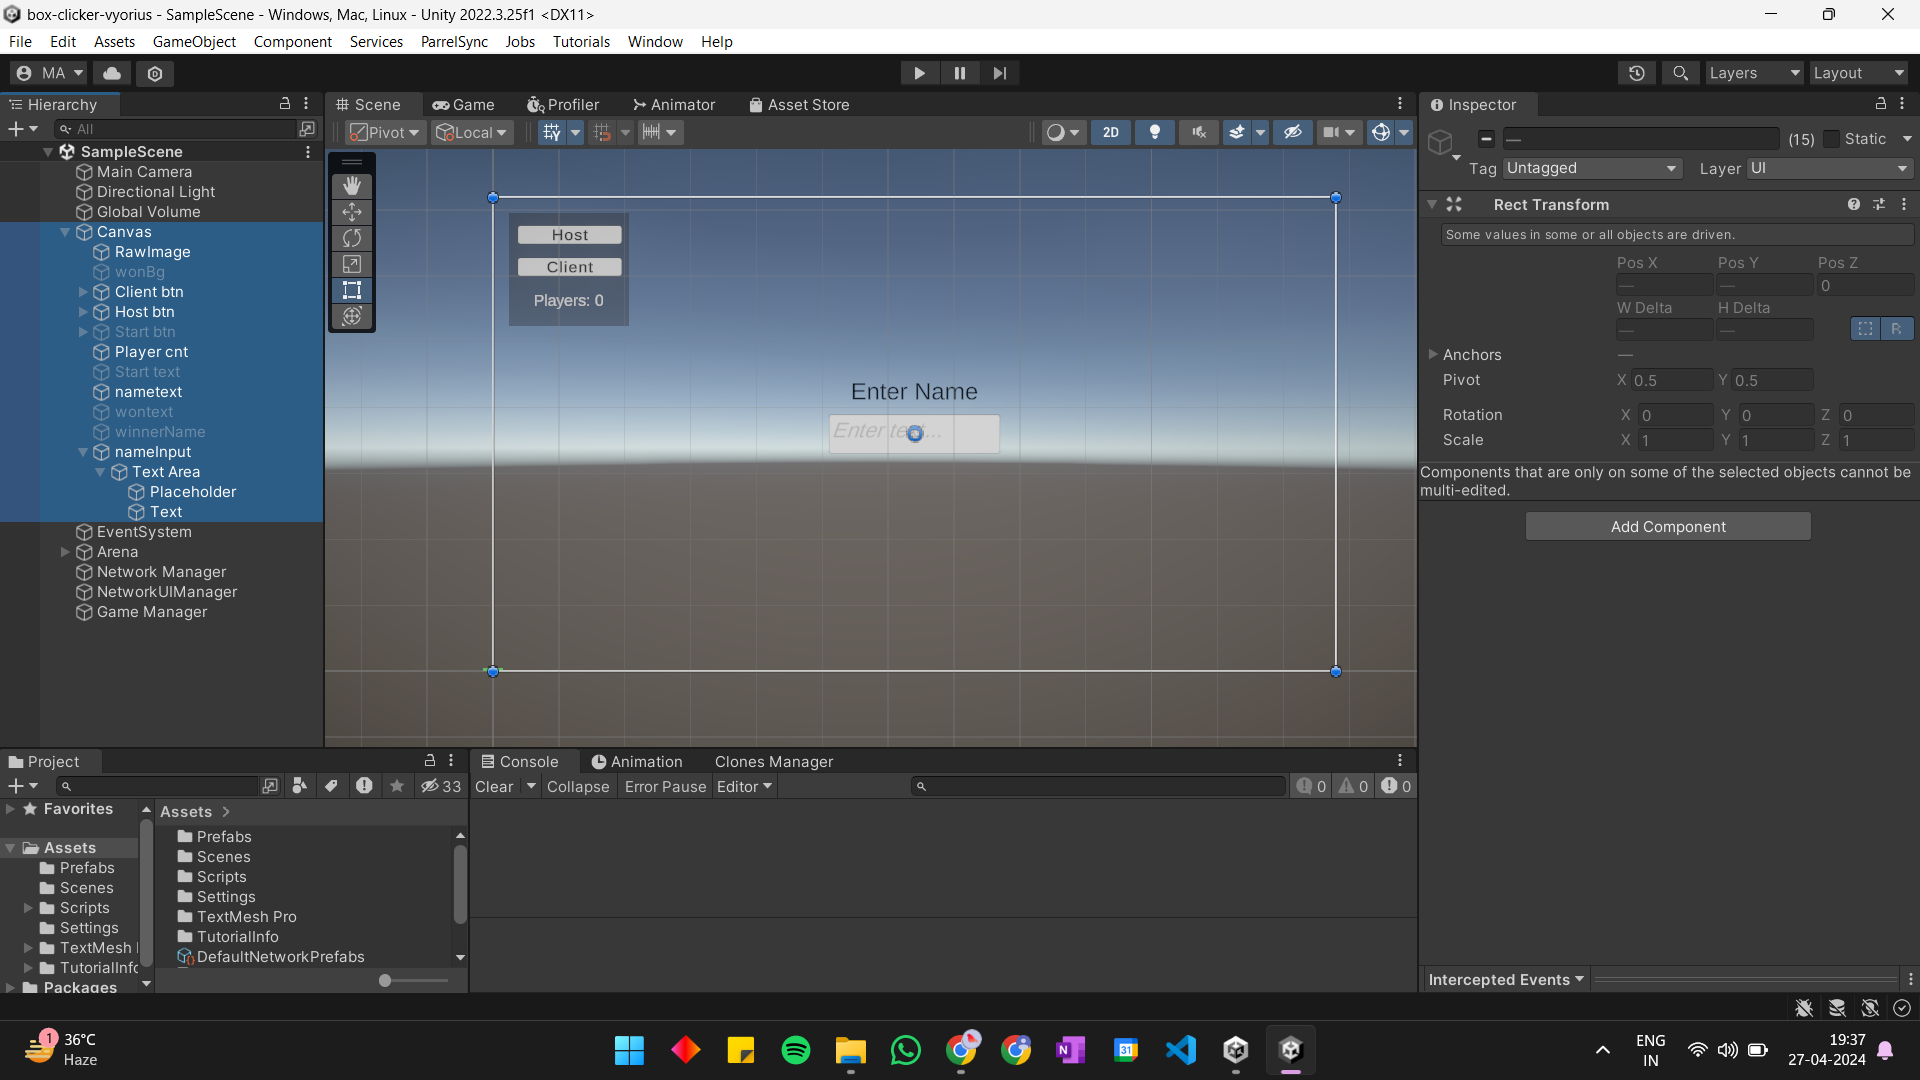 box-clicker-vyorius - SampleScene - Windows, Mac, Linux - Unity 2022.3.25f1 <DX11>
File Edit Assets GameObject Component Services ParrelSync Jobs Tutorials Window Help
MA Layers Layout
Hierarchy
All
SampleScene
Main Camera
Directional Light
Global Volume
Canvas
RawImage
wonBg
Client btn
Host btn
Start btn
Player cnt
Start text
nametext
wontext
winnerName
nameInput
Text Area
Placeholder
Text
EventSystem
Arena
Network Manager
NetworkUIManager
Game Manager
Scene Game Profiler Animator Asset Store
Pivot Local 2D
Host
Client
Players: 0
Enter Name
Enter te...
Inspector
— (15) Static
Tag Untagged Layer UI
Rect Transform
Some values in some or all objects are driven.
Pos X Pos Y Pos Z
— — 0
W Delta H Delta
— — R
Anchors —
Pivot X 0.5 Y 0.5
Rotation X 0 Y 0 Z 0
Scale X 1 Y 1 Z 1
Components that are only on some of the selected objects cannot be
multi-edited.
Add Component
Intercepted Events
Project
33
Favorites
Assets
Prefabs
Scenes
Scripts
Settings
TextMesh
TutorialInfo
Packages
Assets >
Prefabs
Scenes
Scripts
Settings
TextMesh Pro
TutorialInfo
DefaultNetworkPrefabs
Console Animation Clones Manager
Clear Collapse Error Pause Editor 0 0 0
1 36°C
Haze
N 31
ENG
IN
19:37
27-04-2024